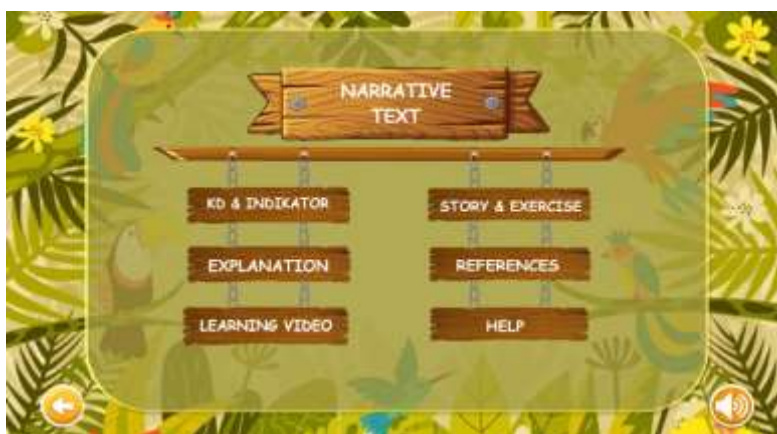 NARRATIVE
TEXT
KD & INDIKATOR
EXPLANATION
LEARNING VIDEO
STORY & EXERCISE
REFERENCES
HELP